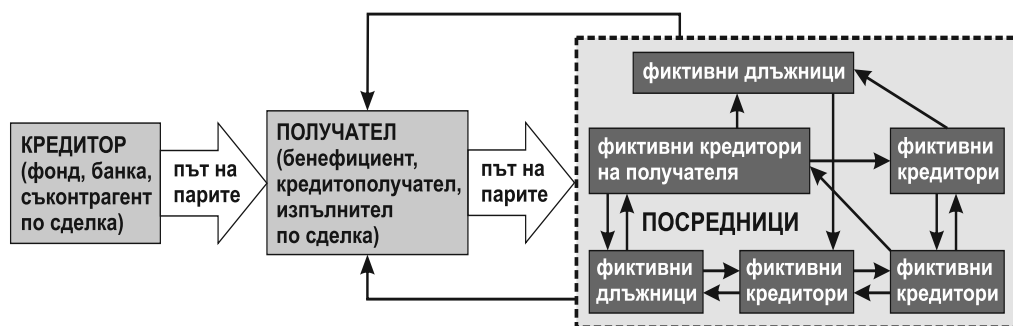 КРЕДИТОР
(фонд, банка,
съконтрагент
по сделка)
път на
парите
ПОЛУЧАТЕЛ
(бенефициент,
кредитополучател,
изпълнител
по сделка)
път на
парите
фиктивни длъжници
фиктивни кредитори
на получателя
фиктивни
кредитори
ПОСРЕДНИЦИ
фиктивни
длъжници
фиктивни
кредитори
фиктивни
кредитори